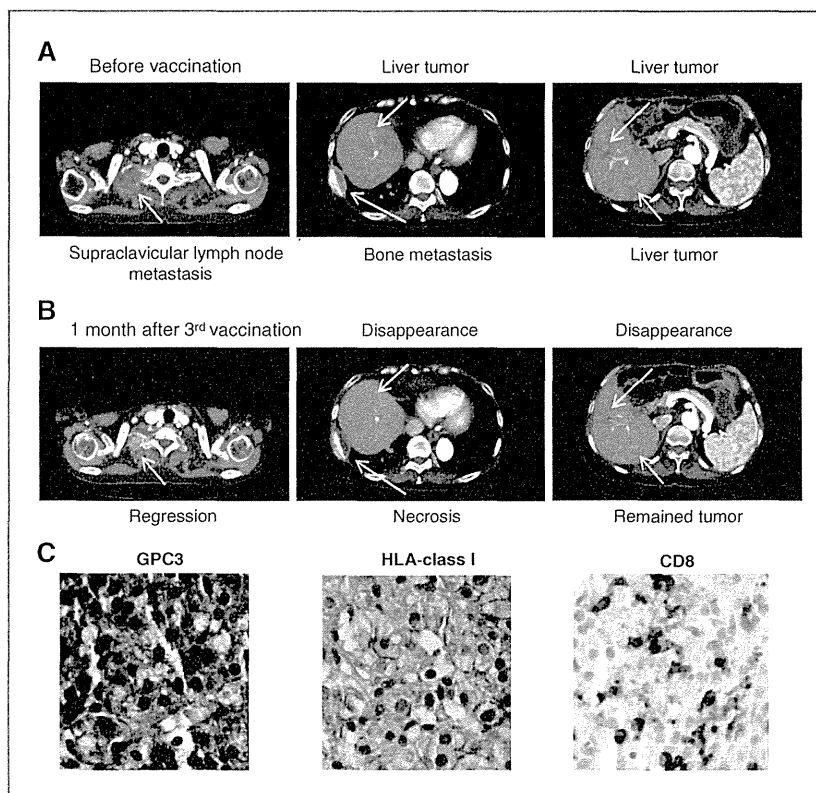 A
Before vaccination
Liver tumor
Liver tumor
Supraclavicular lymph node
metastasis
Bone metastasis
Liver tumor
B
1 month after 3rd vaccination
Disappearance
Disappearance
Regression
Necrosis
Remained tumor
C
GPC3
HLA-class I
CD8